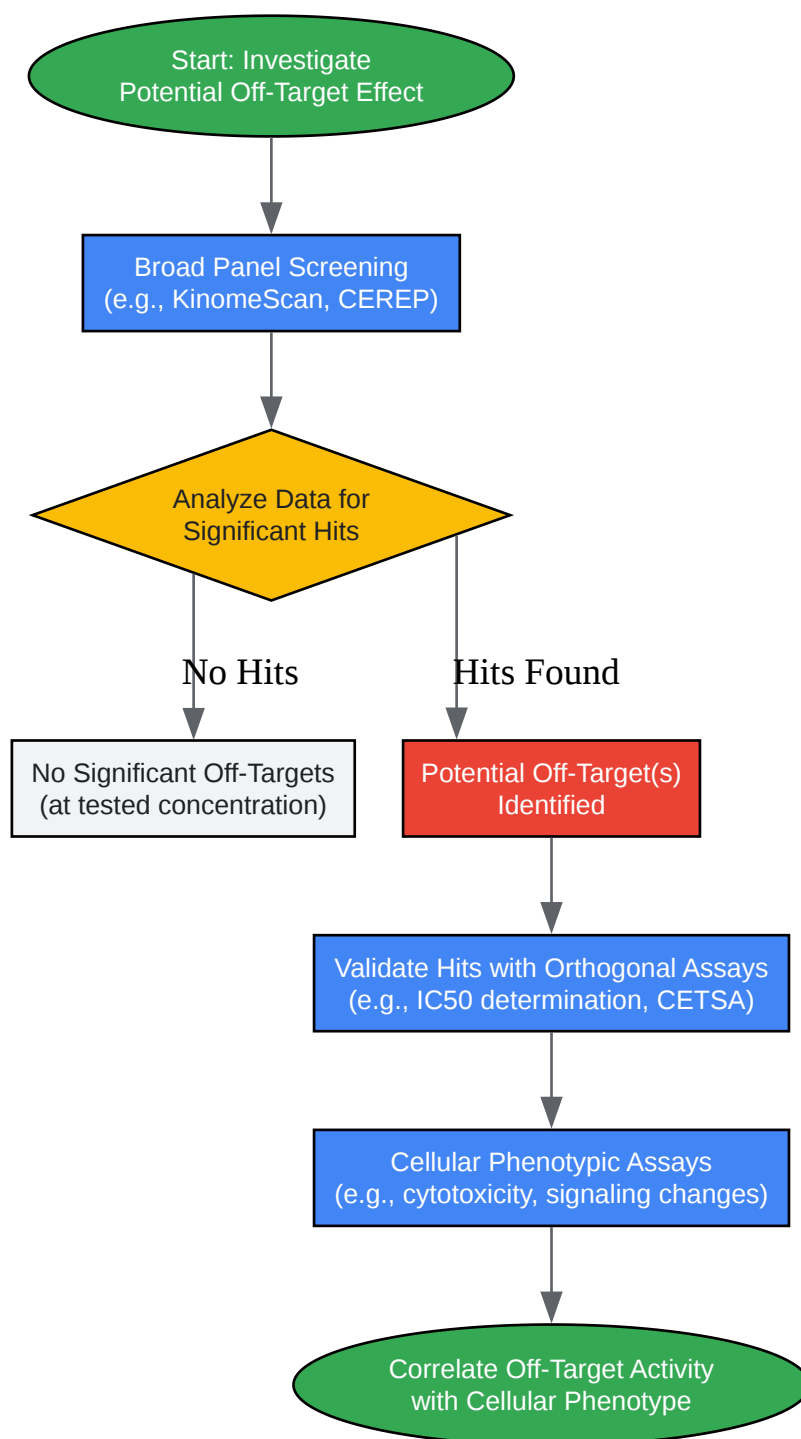 Start: Investigate
Potential Off-Target Effect
Broad Panel Screening
(e.g., KinomeScan, CEREP)
Analyze Data for
Significant Hits
No Hits
Hits Found
No Significant Off-Targets
(at tested concentration)
Potential Off-Target(s)
Identified
Validate Hits with Orthogonal Assays
(e.g., IC50 determination, CETSA)
Cellular Phenotypic Assays
(e.g., cytotoxicity, signaling changes)
Correlate Off-Target Activity
with Cellular Phenotype